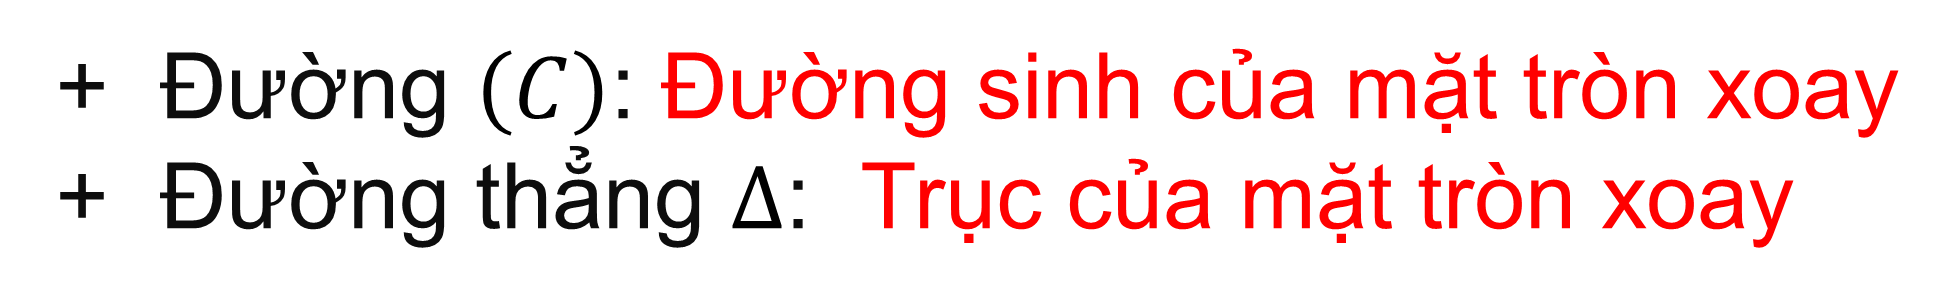 + Đường (C): Đường sinh của mặt tròn xoay
+ Đường thẳng Δ: Trục của mặt tròn xoay